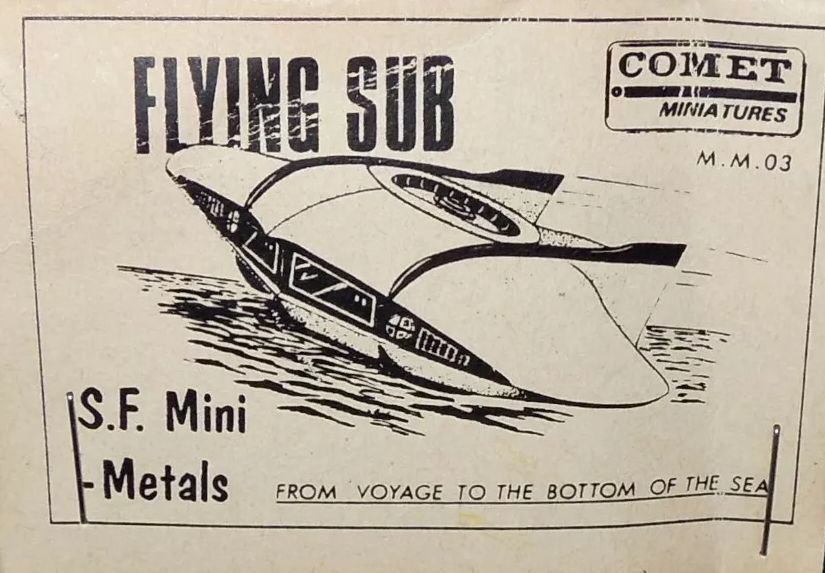 FLYING SUB
COMET
MINIATURES
M.M.03
S.F. Mini
-Metals
FROM VOYAGE TO THE BOTTOM OF THE SEA